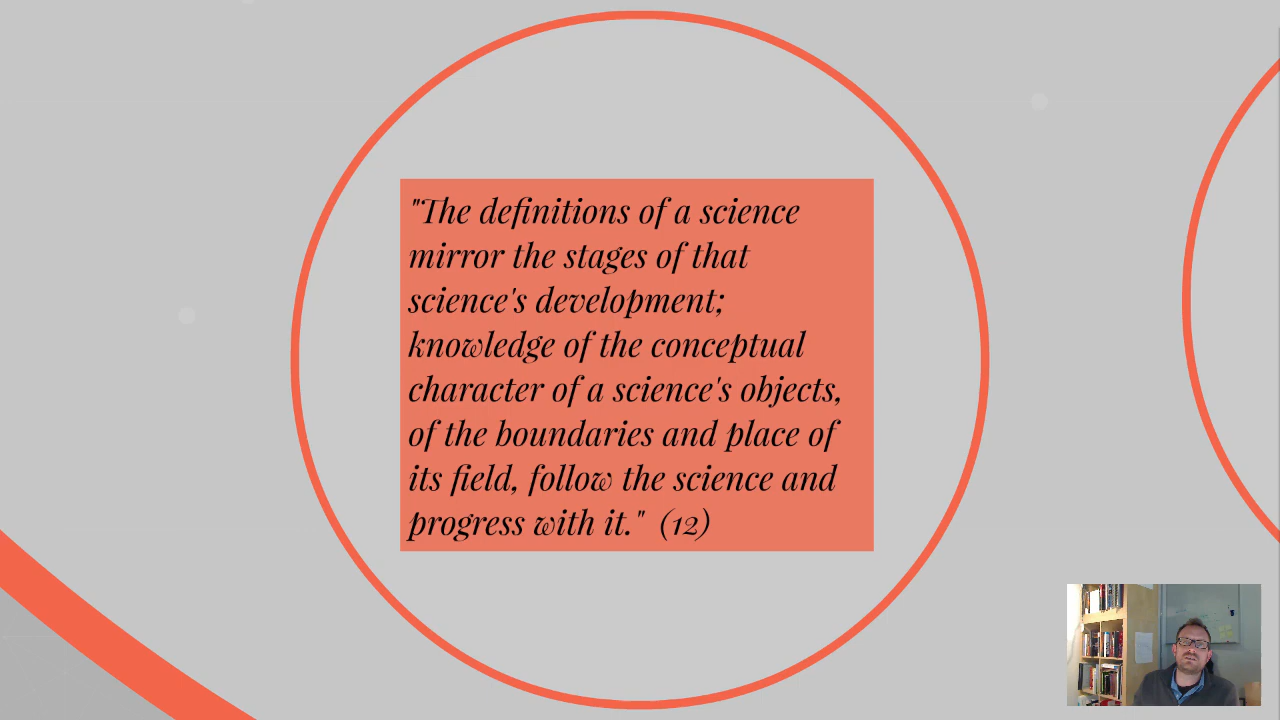 "The definitions of a science
mirror the stages of that
science's development;
knowledge of the conceptual
character of a science's objects,
of the boundaries and place of
its field, follow the science and
progress with it." (12)